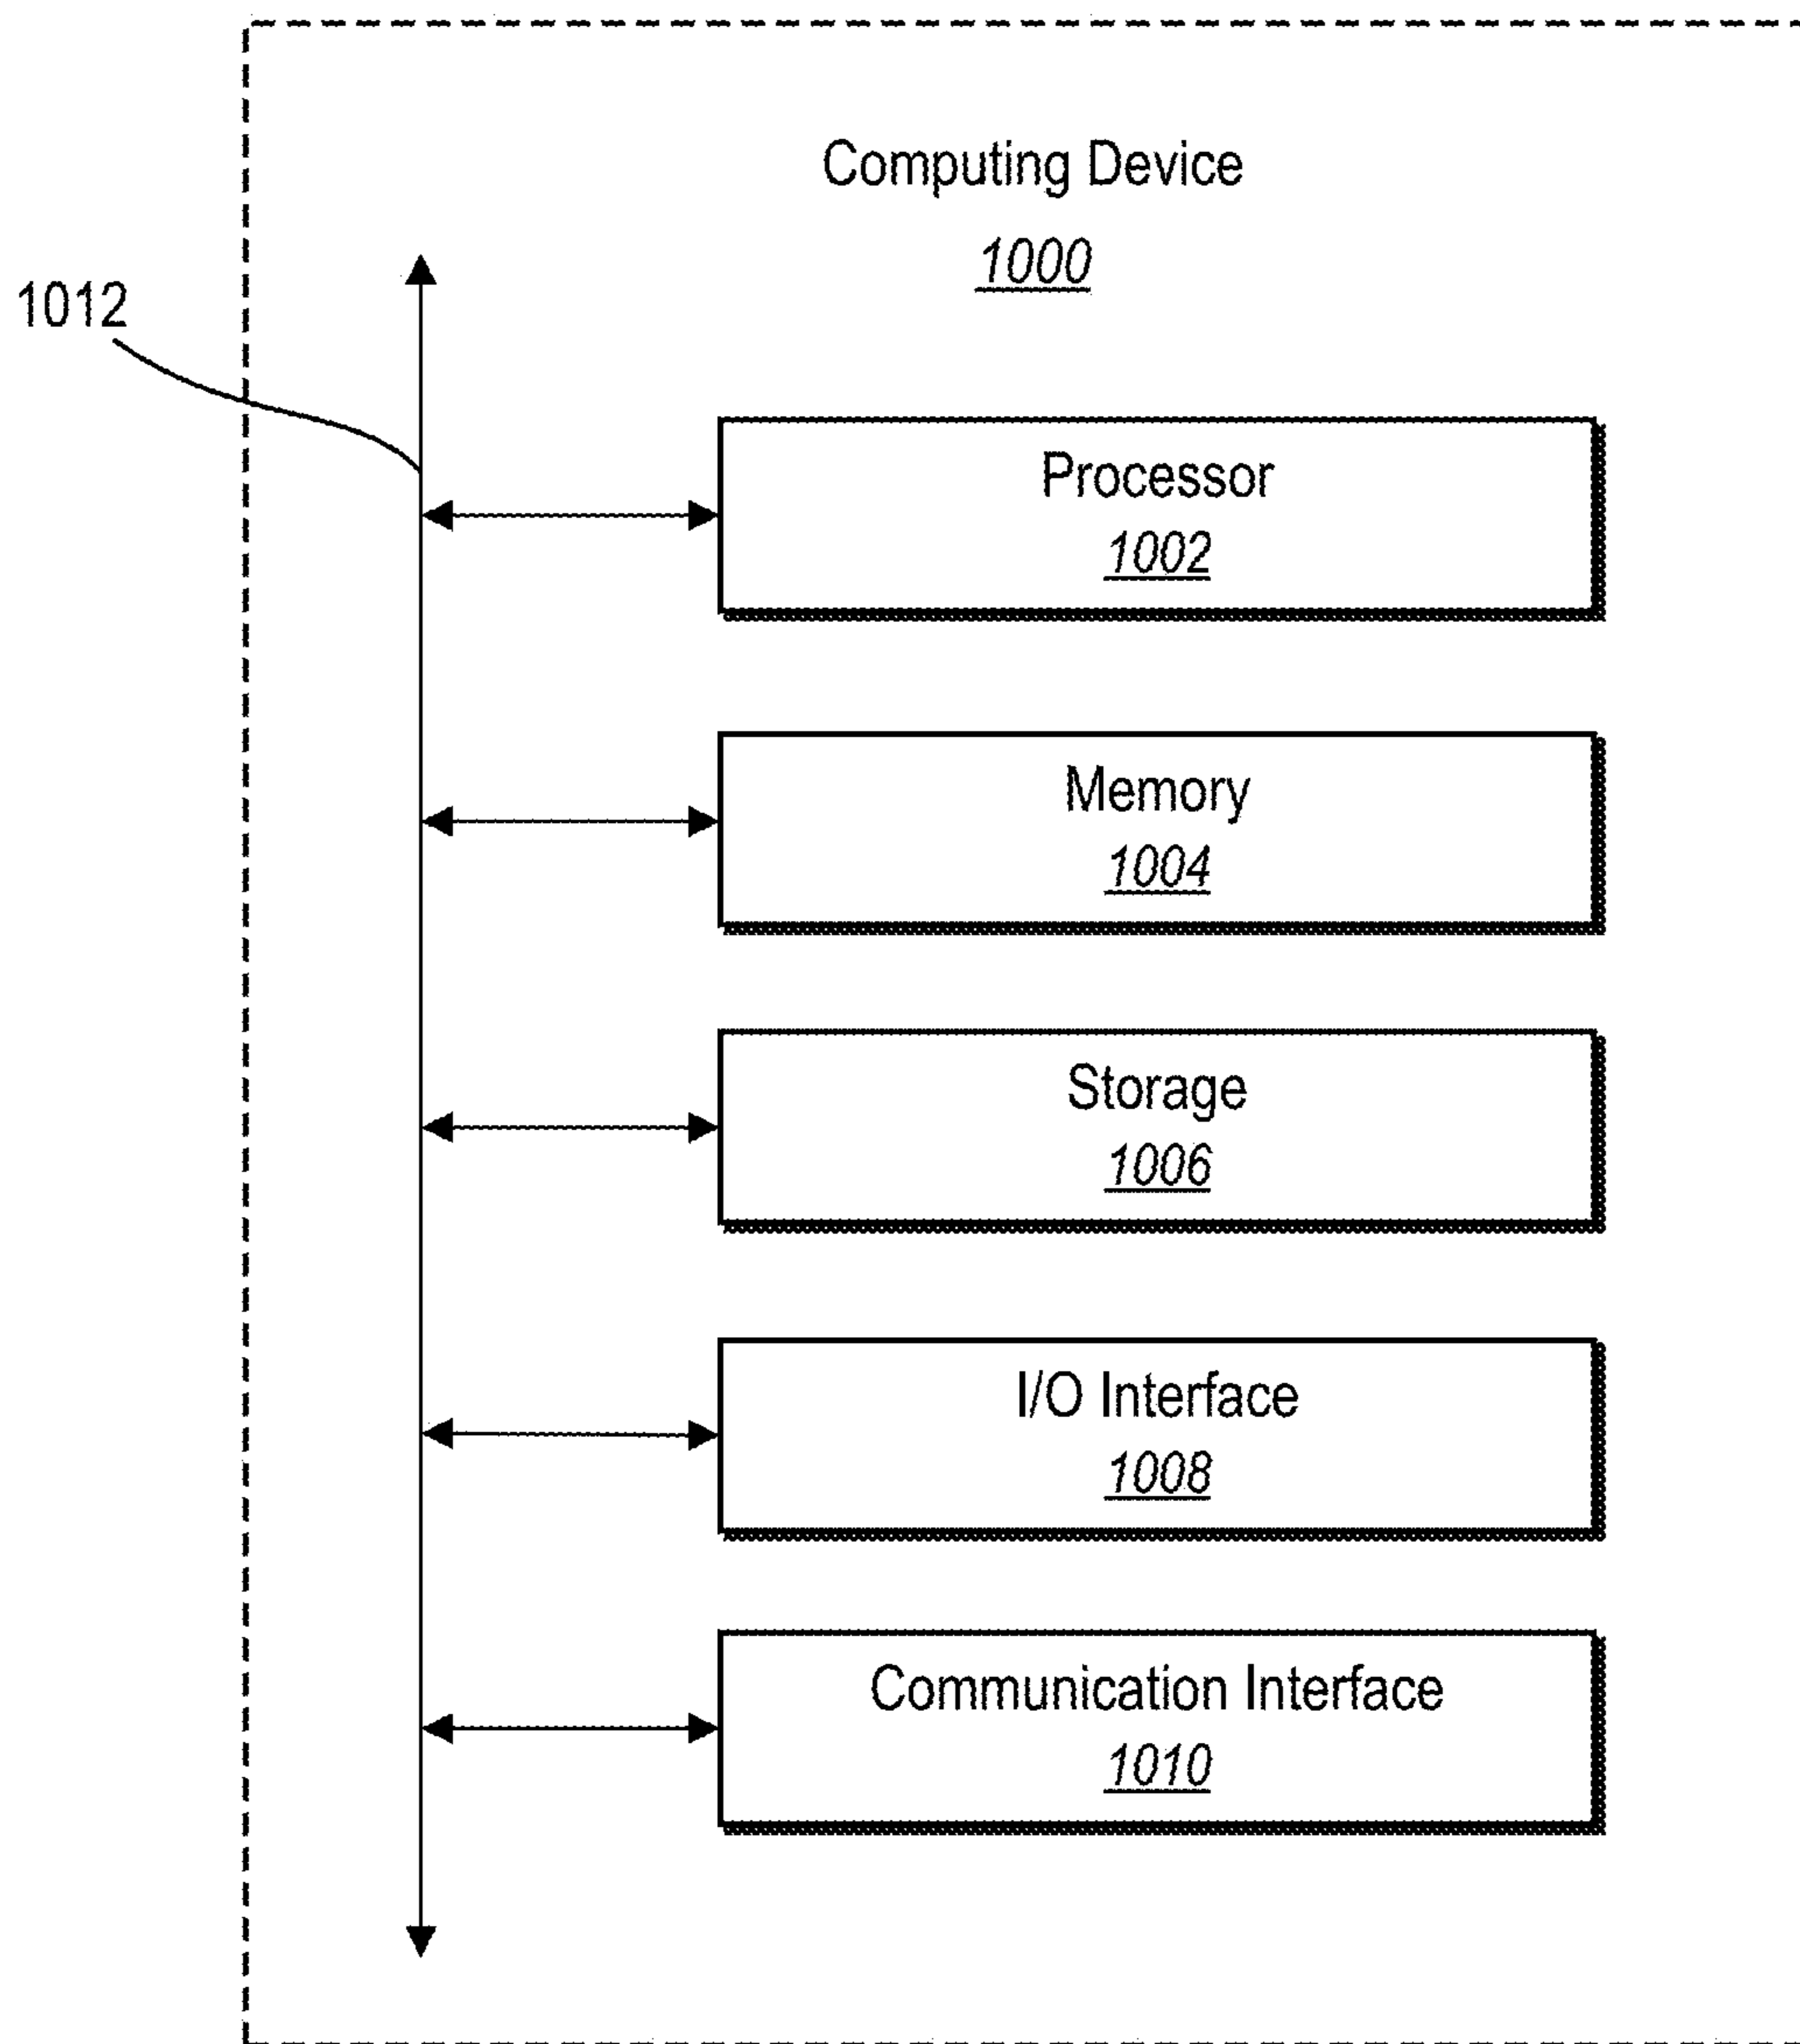 Computing Device
1000
1012
Processor
1002
Memory
1004
Storage
1006
I/O Interface
1008
Communication Interface
1010